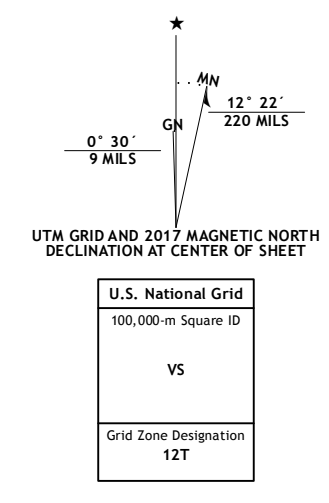 ★
MN
GN
12° 22´
220 MILS
0° 30´
9 MILS
UTM GRID AND 2017 MAGNETIC NORTH
DECLINATION AT CENTER OF SHEET
U.S. National Grid
100,000-m Square ID
VS
Grid Zone Designation
12T